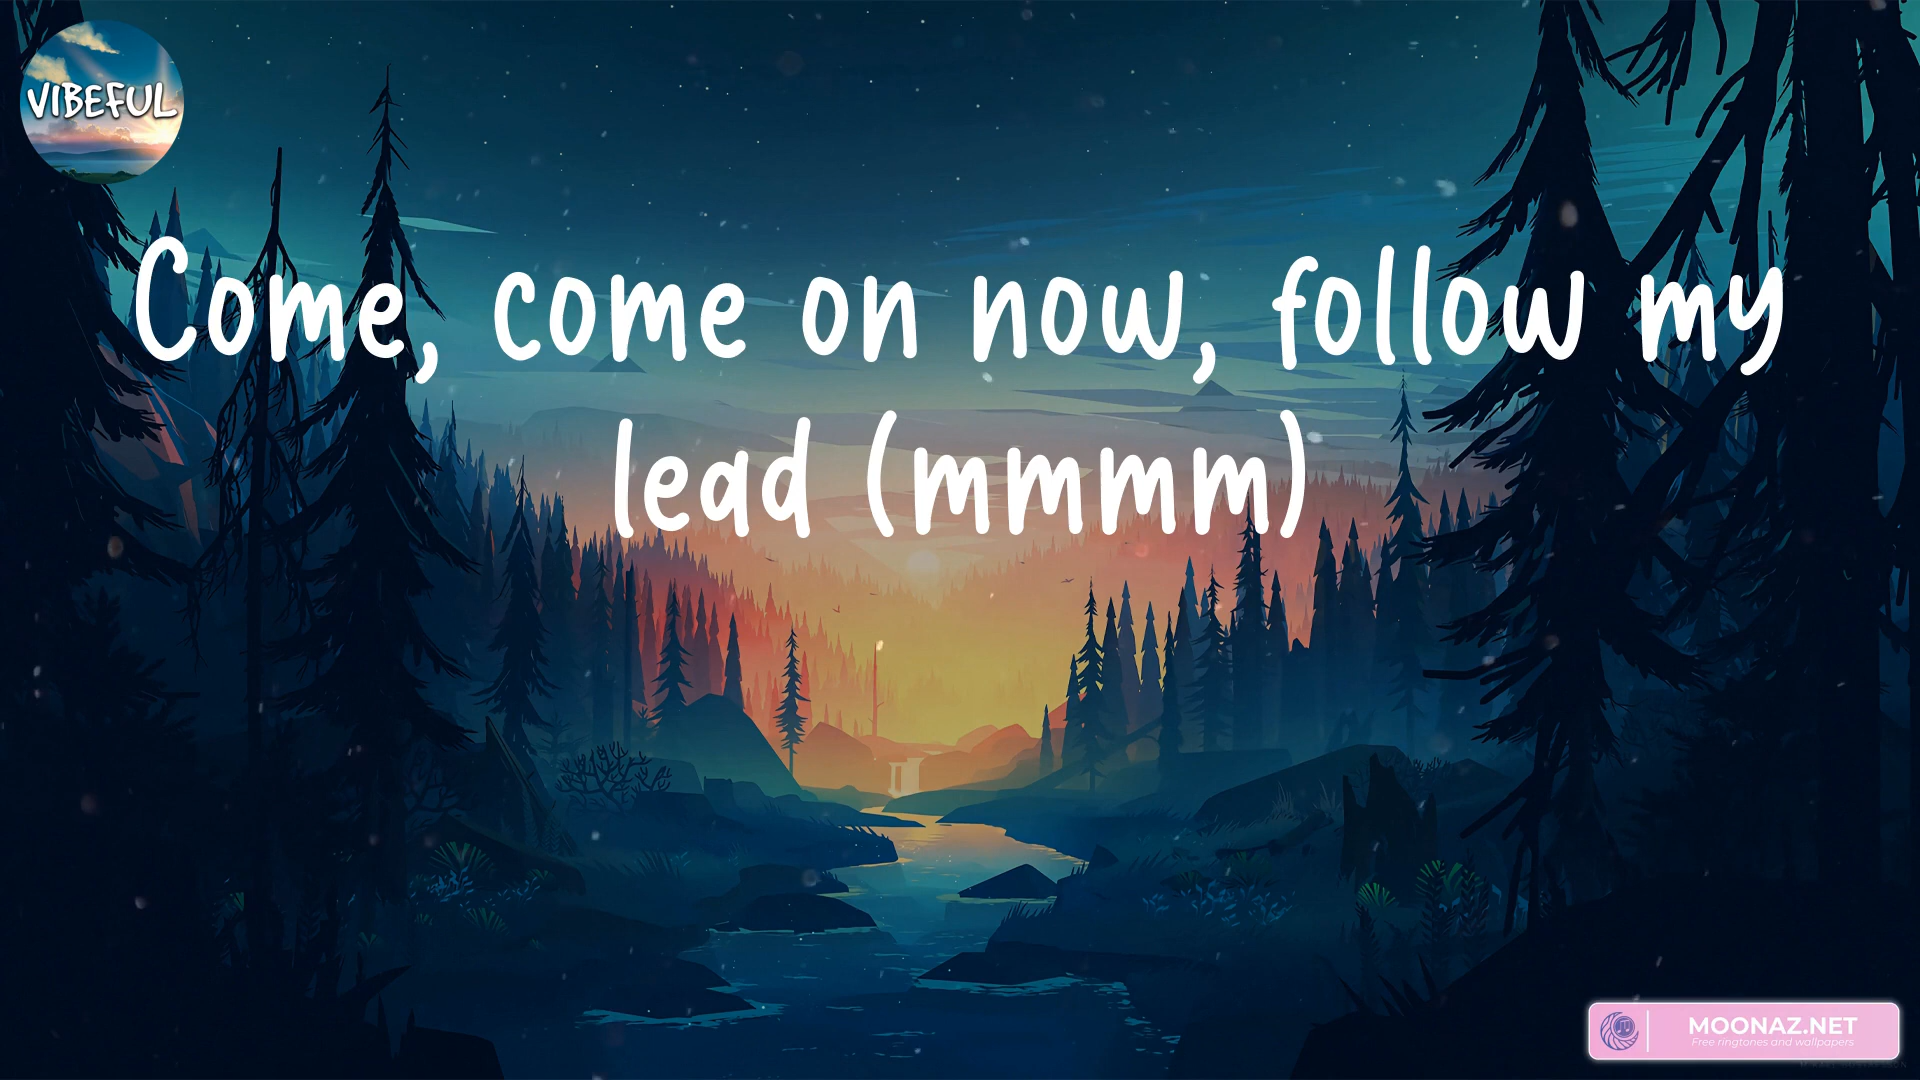 VIBEFUL
Come, come on now, follow my
lead (mmmm)
MOONAZ.NET
Free ringtones and wallpapers